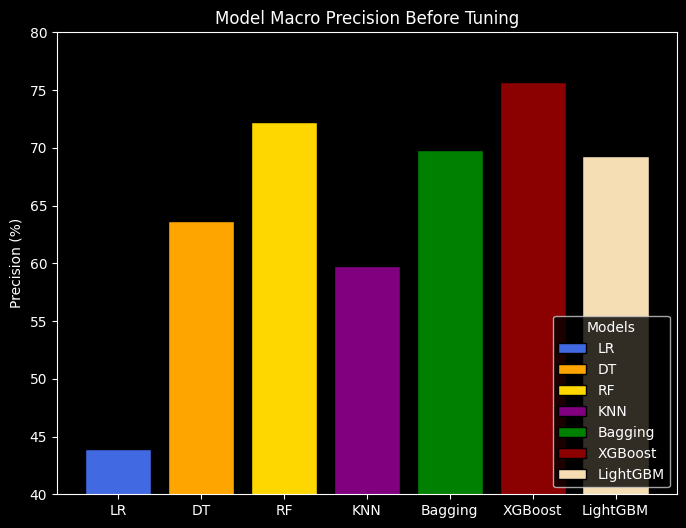 Model Macro Precision Before Tuning
Precision (%)
80
75
70
65
60
55
50
45
40
LR DT RF KNN Bagging XGBoost LightGBM
Models
LR
DT
RF
KNN
Bagging
XGBoost
LightGBM